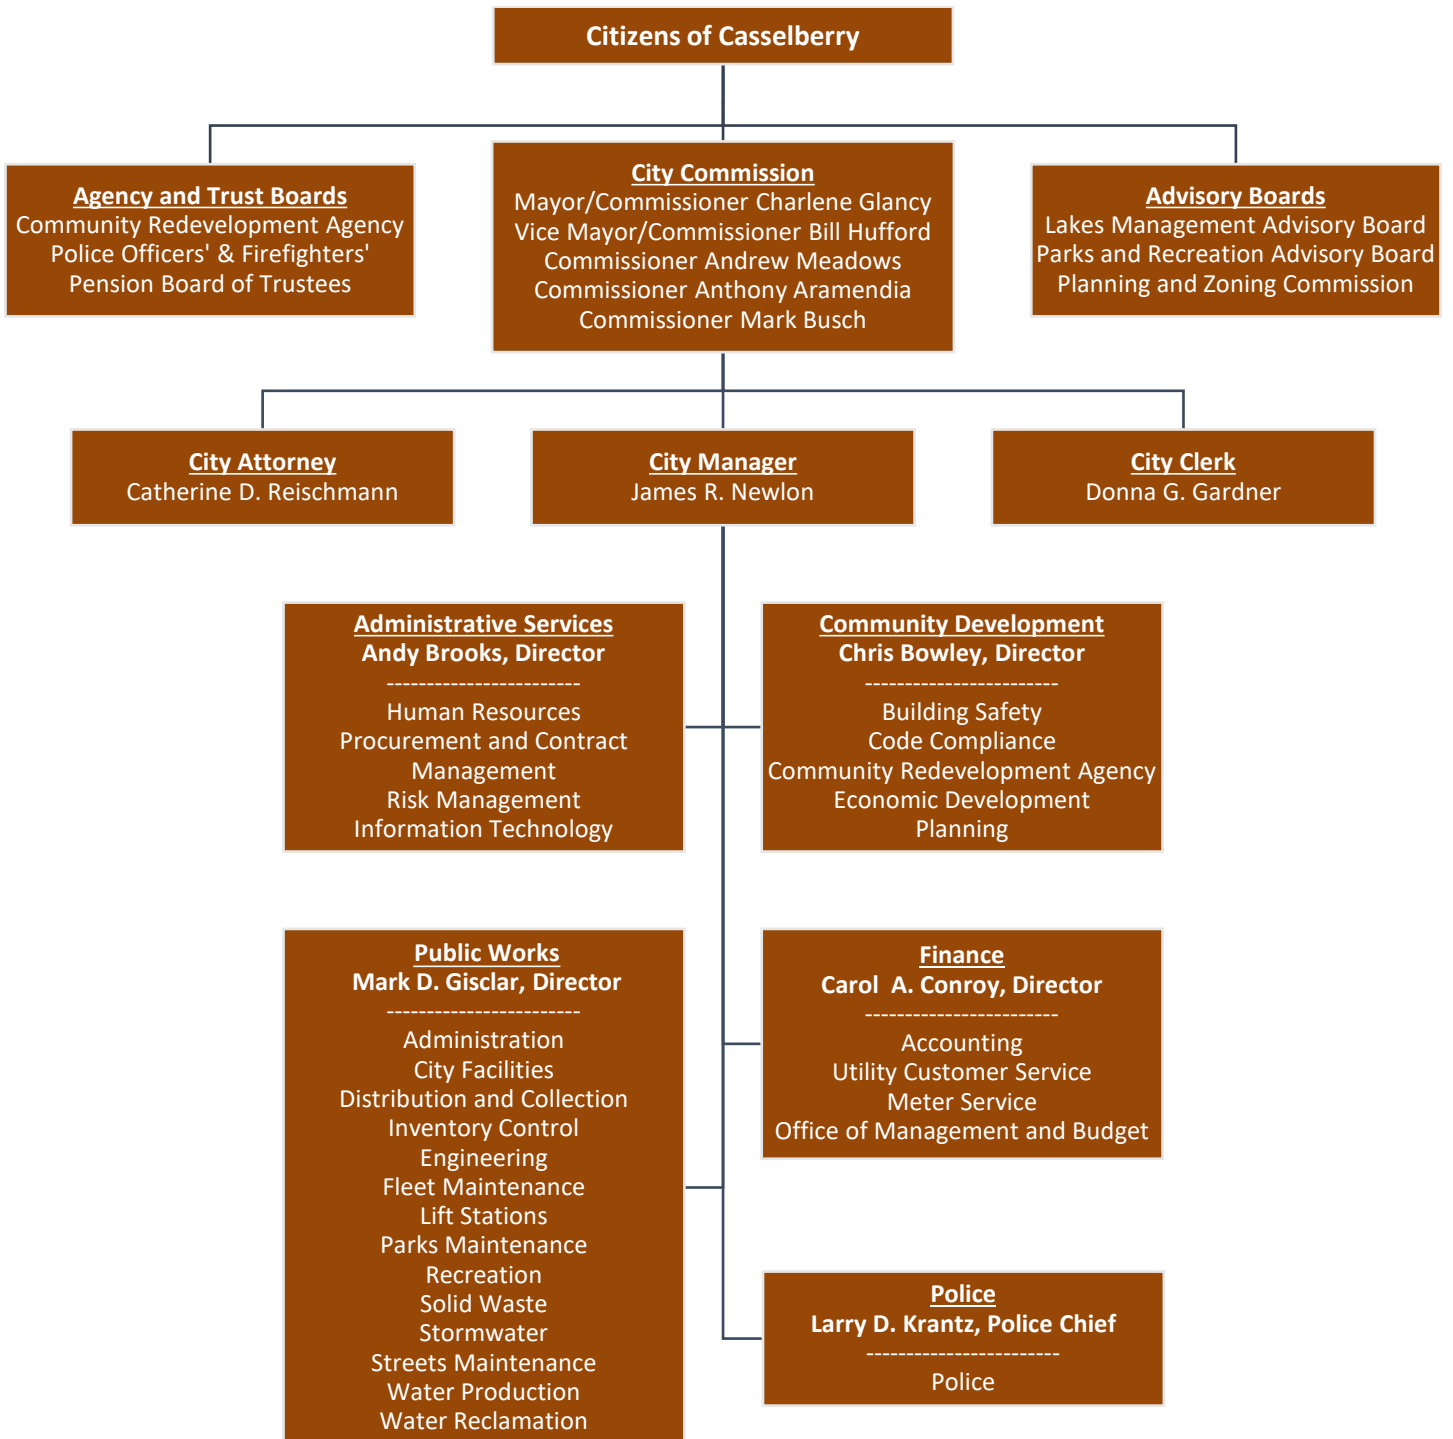 Citizens of Casselberry
Agency and Trust Boards
Community Redevelopment Agency
Police Officers' & Firefighters'
Pension Board of Trustees
City Commission
Mayor/Commissioner Charlene Glancy
Vice Mayor/Commissioner Bill Hufford
Commissioner Andrew Meadows
Commissioner Anthony Aramendia
Commissioner Mark Busch
Advisory Boards
Lakes Management Advisory Board
Parks and Recreation Advisory Board
Planning and Zoning Commission
City Attorney
Catherine D. Reischmann
City Manager
James R. Newlon
City Clerk
Donna G. Gardner
Administrative Services
Andy Brooks, Director
------------------------
Human Resources
Procurement and Contract
Management
Risk Management
Information Technology
Community Development
Chris Bowley, Director
------------------------
Building Safety
Code Compliance
Community Redevelopment Agency
Economic Development
Planning
Public Works
Mark D. Gisclar, Director
------------------------
Administration
City Facilities
Distribution and Collection
Inventory Control
Engineering
Fleet Maintenance
Lift Stations
Parks Maintenance
Recreation
Solid Waste
Stormwater
Streets Maintenance
Water Production
Water Reclamation
Finance
Carol  A. Conroy, Director
------------------------
Accounting
Utility Customer Service
Meter Service
Office of Management and Budget
Police
Larry D. Krantz, Police Chief
------------------------
Police